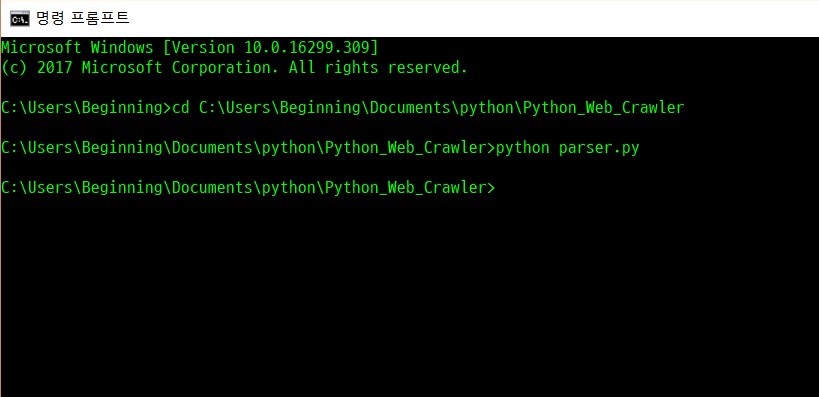 명령 프롬프트
Microsoft Windows [Version 10.0.16299.309]
(c) 2017 Microsoft Corporation. All rights reserved.
C:\Users\Beginning>cd C:\Users\Beginning\Documents\python\Python_Web_Crawler
C:\Users\Beginning\Documents\python\Python_Web_Crawler>python parser.py
C:\Users\Beginning\Documents\python\Python_Web_Crawler>